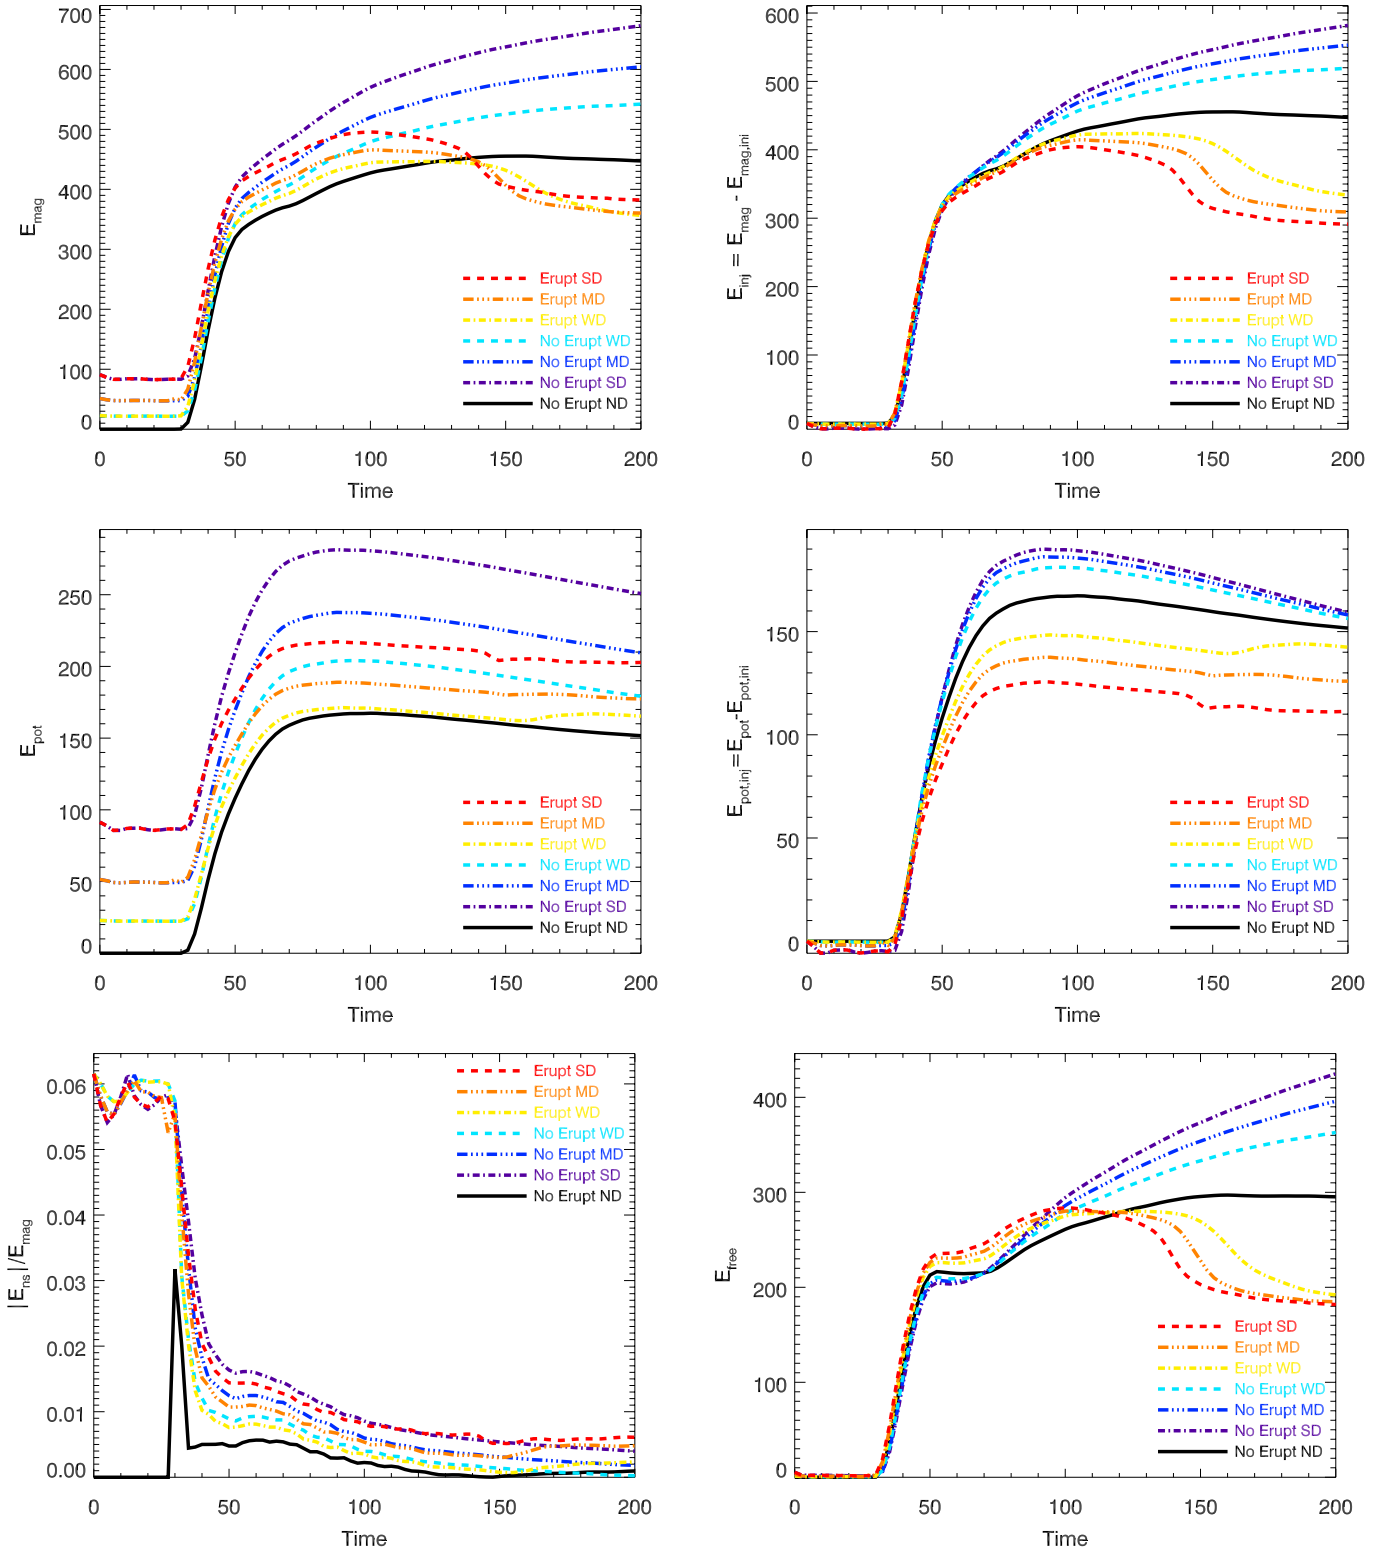 700
600
500
400
300
200
100
0
E_mag
0 50 100 150 200
Time
Erupt SD
Erupt MD
Erupt WD
No Erupt WD
No Erupt MD
No Erupt SD
No Erupt ND
600
500
400
300
200
100
0
E_inj = E_mag - E_mag,ini
0 50 100 150 200
Time
Erupt SD
Erupt MD
Erupt WD
No Erupt WD
No Erupt MD
No Erupt SD
No Erupt ND
250
200
150
100
50
0
E_pot
0 50 100 150 200
Time
Erupt SD
Erupt MD
Erupt WD
No Erupt WD
No Erupt MD
No Erupt SD
No Erupt ND
150
100
50
0
E_pot,inj=E_pot-E_pot,ini
0 50 100 150 200
Time
Erupt SD
Erupt MD
Erupt WD
No Erupt WD
No Erupt MD
No Erupt SD
No Erupt ND
0.06
0.05
0.04
0.03
0.02
0.01
0.00
|E_ns|/E_mag
0 50 100 150 200
Time
Erupt SD
Erupt MD
Erupt WD
No Erupt WD
No Erupt MD
No Erupt SD
No Erupt ND
400
300
200
100
0
E_free
0 50 100 150 200
Time
Erupt SD
Erupt MD
Erupt WD
No Erupt WD
No Erupt MD
No Erupt SD
No Erupt ND